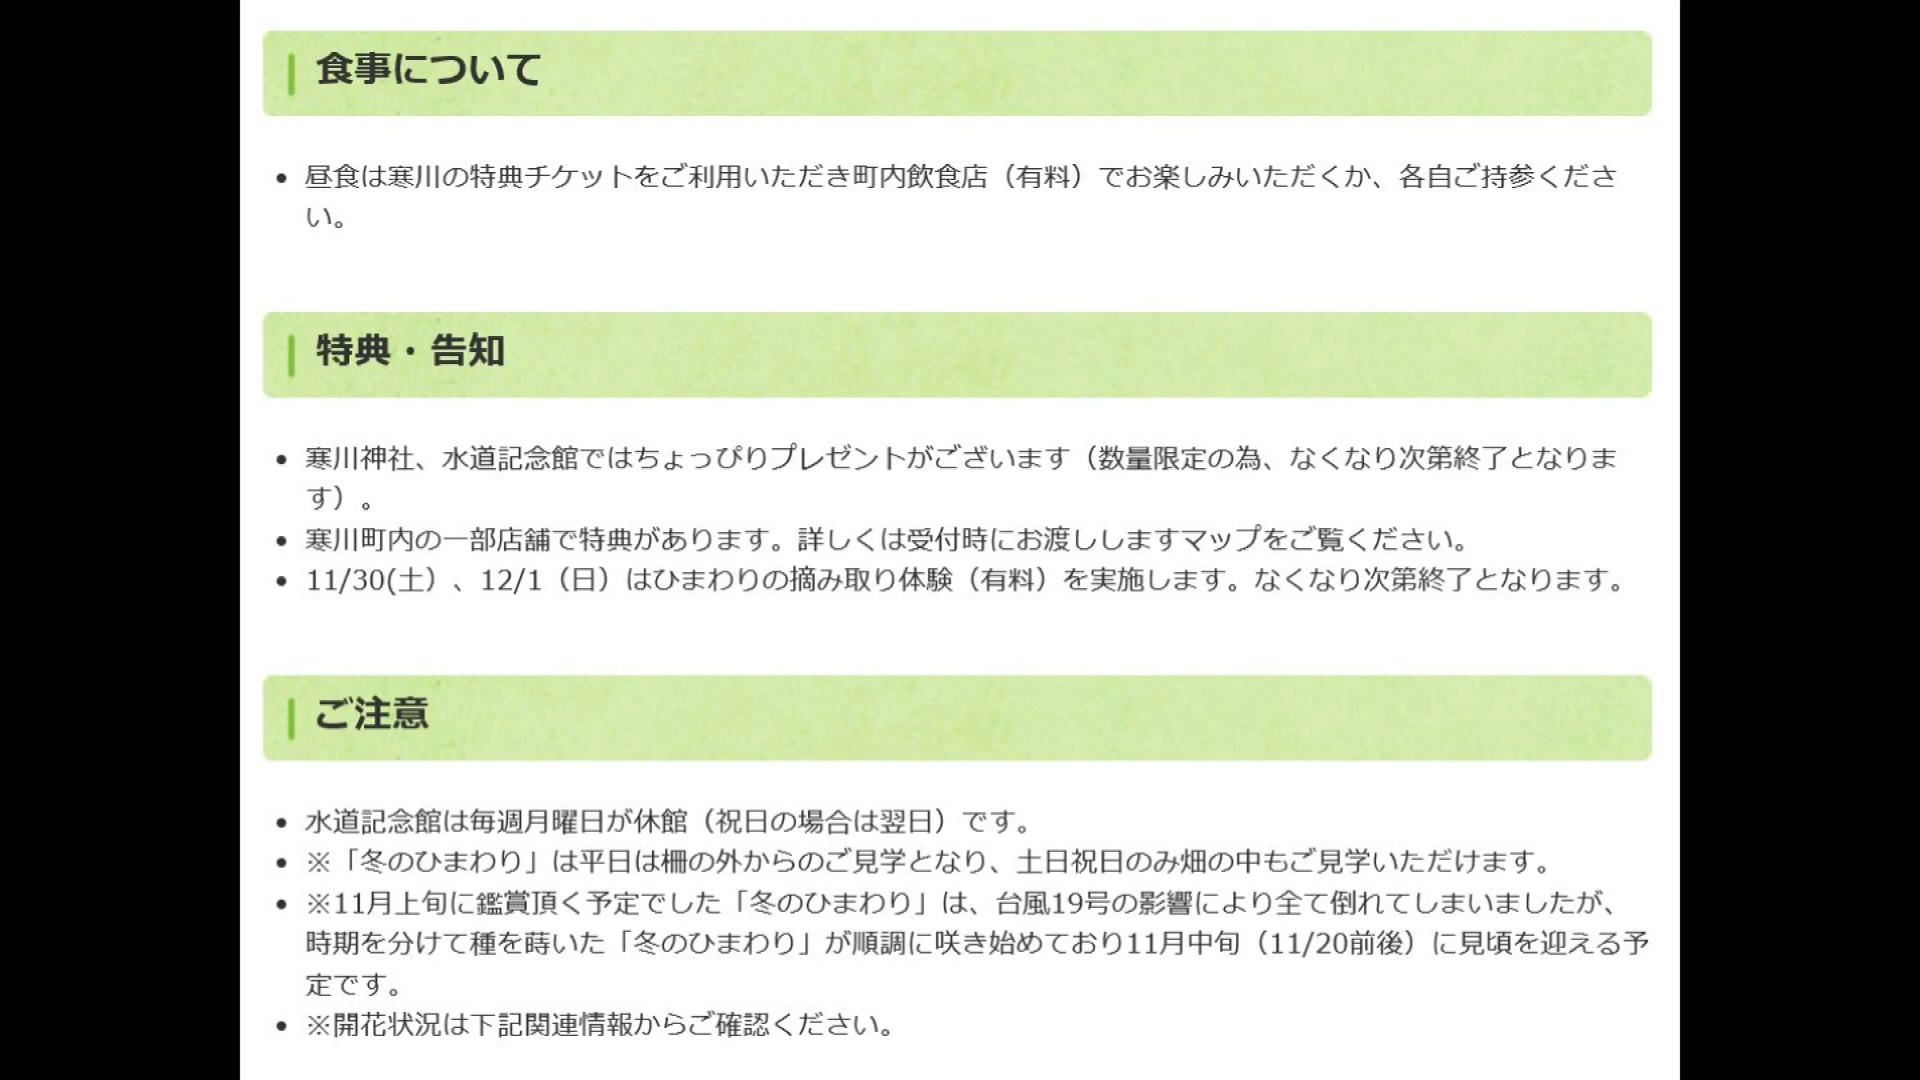 食事について
• 昼食は寒川の特典チケットをご利用いただき町内飲食店（有料）でお楽しみいただくか、各自ご持参くださ
い。
特典・告知
• 寒川神社、水道記念館ではちょっぴりプレゼントがございます（数量限定の為、なくなり次第終了となりま
す）。
• 寒川町内の一部店舗で特典があります。詳しくは受付時にお渡ししますマップをご覧ください。
• 11/30(土）、12/1（日）はひまわりの摘み取り体験（有料）を実施します。なくなり次第終了となります。
ご注意
• 水道記念館は毎週月曜日が休館（祝日の場合は翌日）です。
• ※「冬のひまわり」は平日は柵の外からのご見学となり、土日祝日のみ畑の中もご見学いただけます。
• ※11月上旬に鑑賞頂く予定でした「冬のひまわり」は、台風19号の影響により全て倒れてしまいましたが、
時期を分けて種を蒔いた「冬のひまわり」が順調に咲き始めており11月中旬（11/20前後）に見頃を迎える予
定です。
• ※開花状況は下記関連情報からご確認ください。